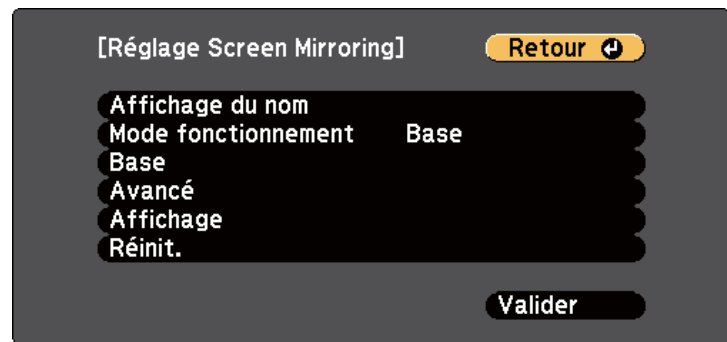 [Réglage Screen Mirroring] Retour
Affichage du nom
Mode fonctionnement Base
Base
Avancé
Affichage
Réinit.
Valider